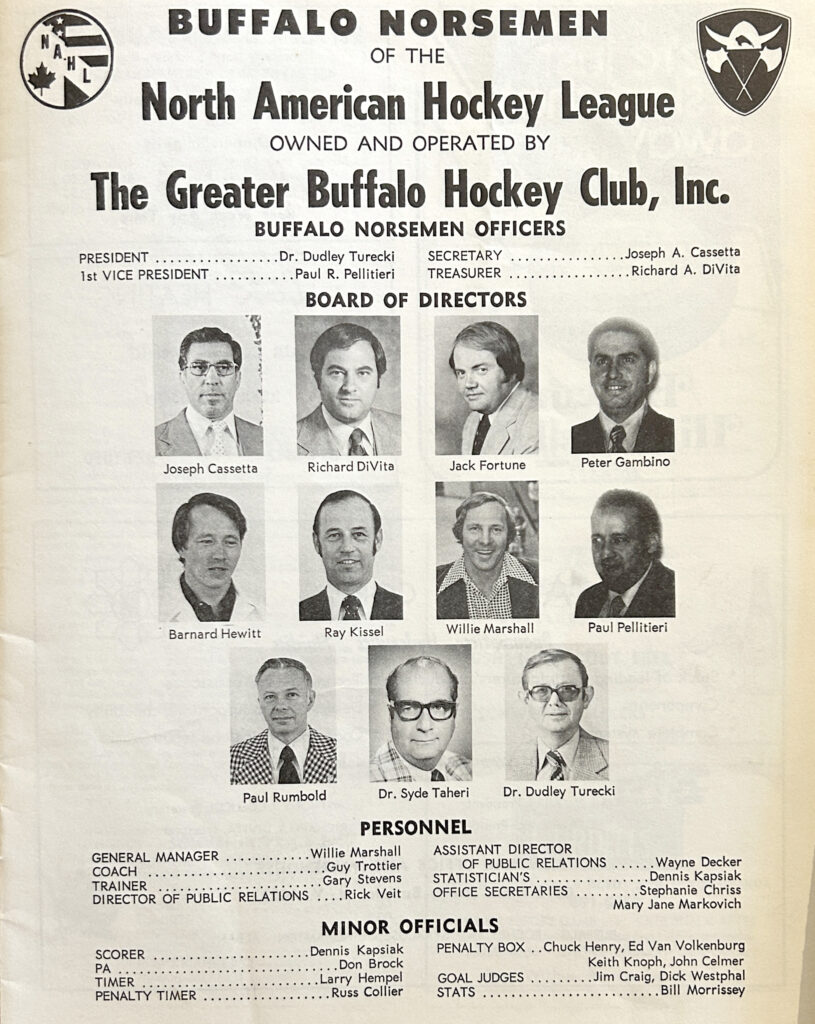 NAHL
BUFFALO NORSEMEN
OF THE
North American Hockey League
OWNED AND OPERATED BY
The Greater Buffalo Hockey Club, Inc.
BUFFALO NORSEMEN OFFICERS
PRESIDENT .................Dr. Dudley Turecki
1st VICE PRESIDENT ...........Paul R. Pellitieri
SECRETARY ................Joseph A. Cassetta
TREASURER .................Richard A. DiVita
BOARD OF DIRECTORS
Joseph Cassetta
Richard DiVita
Jack Fortune
Peter Gambino
Barnard Hewitt
Ray Kissel
Willie Marshall
Paul Pellitieri
Paul Rumbold
Dr. Syde Taheri
Dr. Dudley Turecki
PERSONNEL
GENERAL MANAGER ............Willie Marshall
COACH ...........................Guy Trottier
TRAINER ........................Gary Stevens
DIRECTOR OF PUBLIC RELATIONS ....Rick Veit
ASSISTANT DIRECTOR
OF PUBLIC RELATIONS ......Wayne Decker
STATISTICIAN'S ................Dennis Kapsiak
OFFICE SECRETARIES .........Stephanie Chriss
Mary Jane Markovich
MINOR OFFICIALS
SCORER .......................Dennis Kapsiak
PA ...............................Don Brock
TIMER ..........................Larry Hempel
PENALTY TIMER ..................Russ Collier
PENALTY BOX ..Chuck Henry, Ed Van Volkenburg
Keith Knoph, John Celmer
GOAL JUDGES .........Jim Craig, Dick Westphal
STATS .........................Bill Morrissey